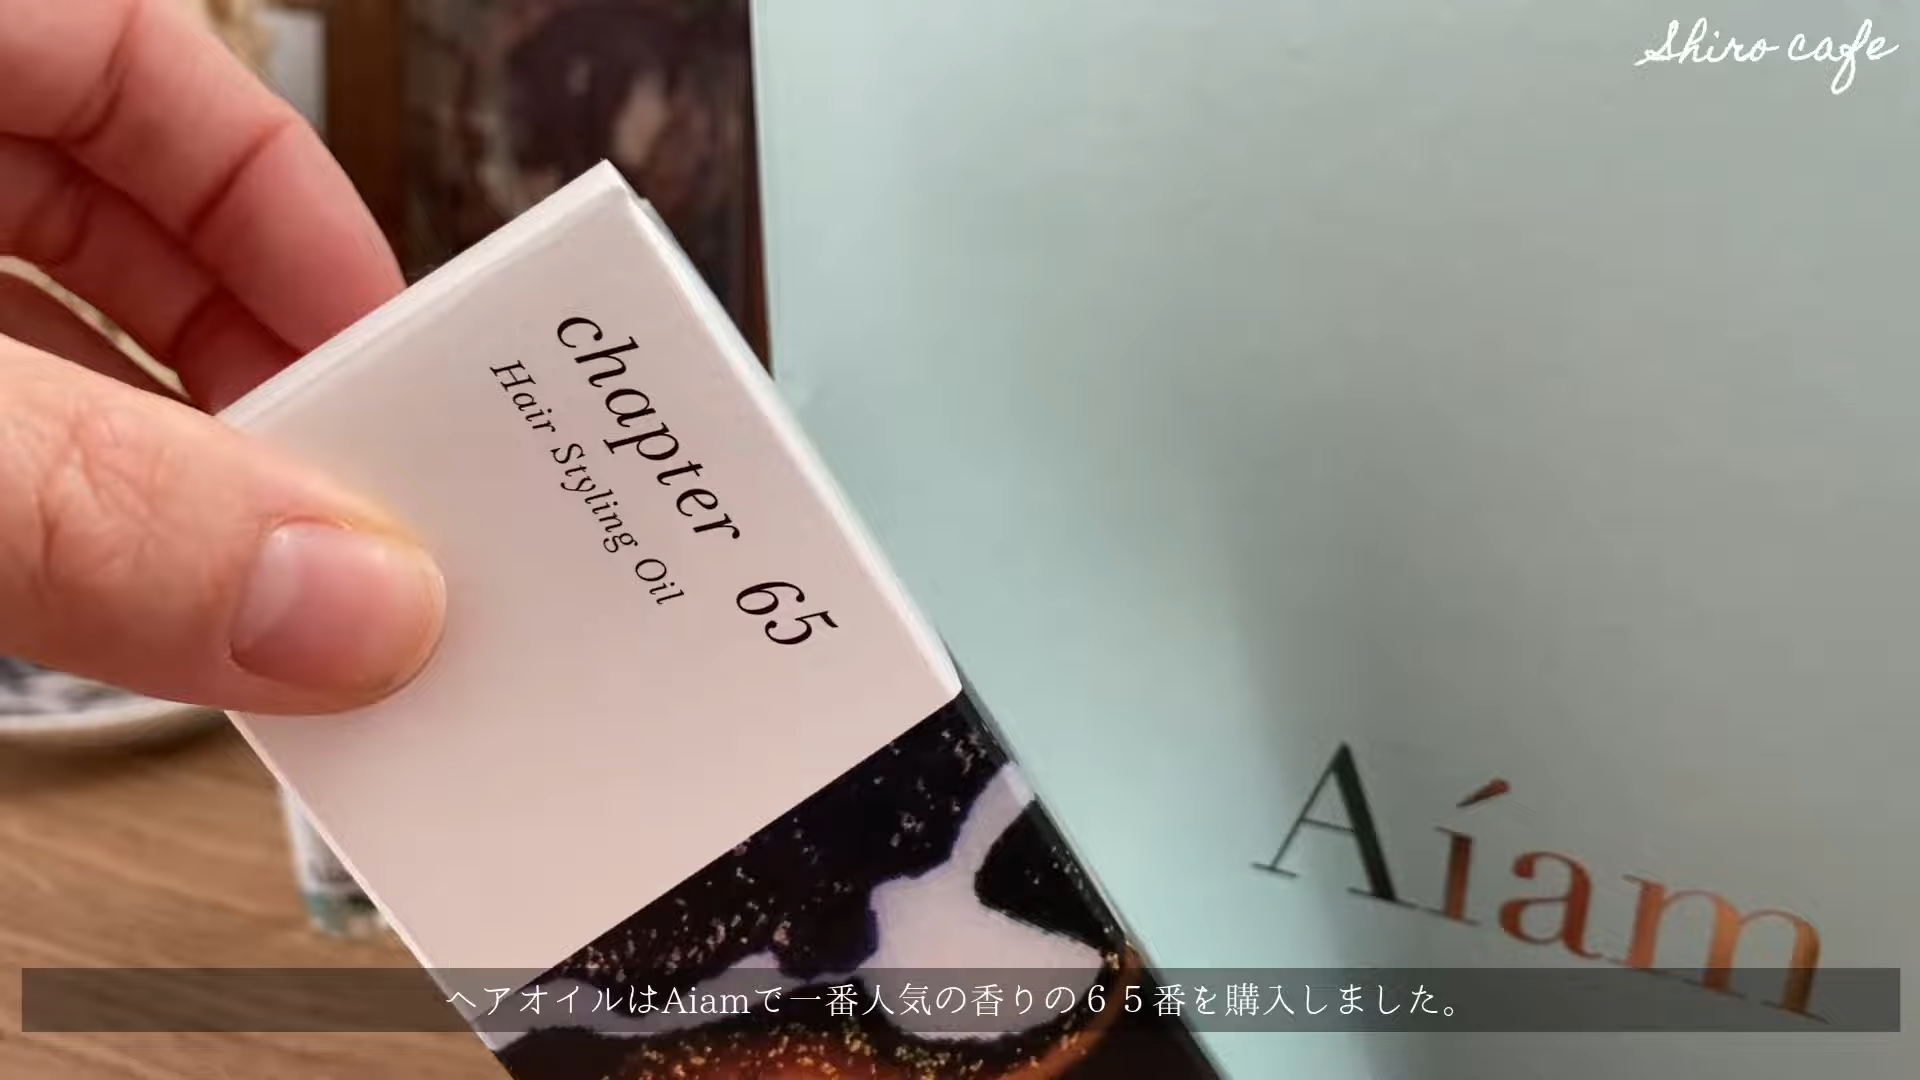 Shiro cafe
chapter 65
Hair Styling Oil
Aíam
ヘアオイルはAiamで一番人気の香りの６５番を購入しました。